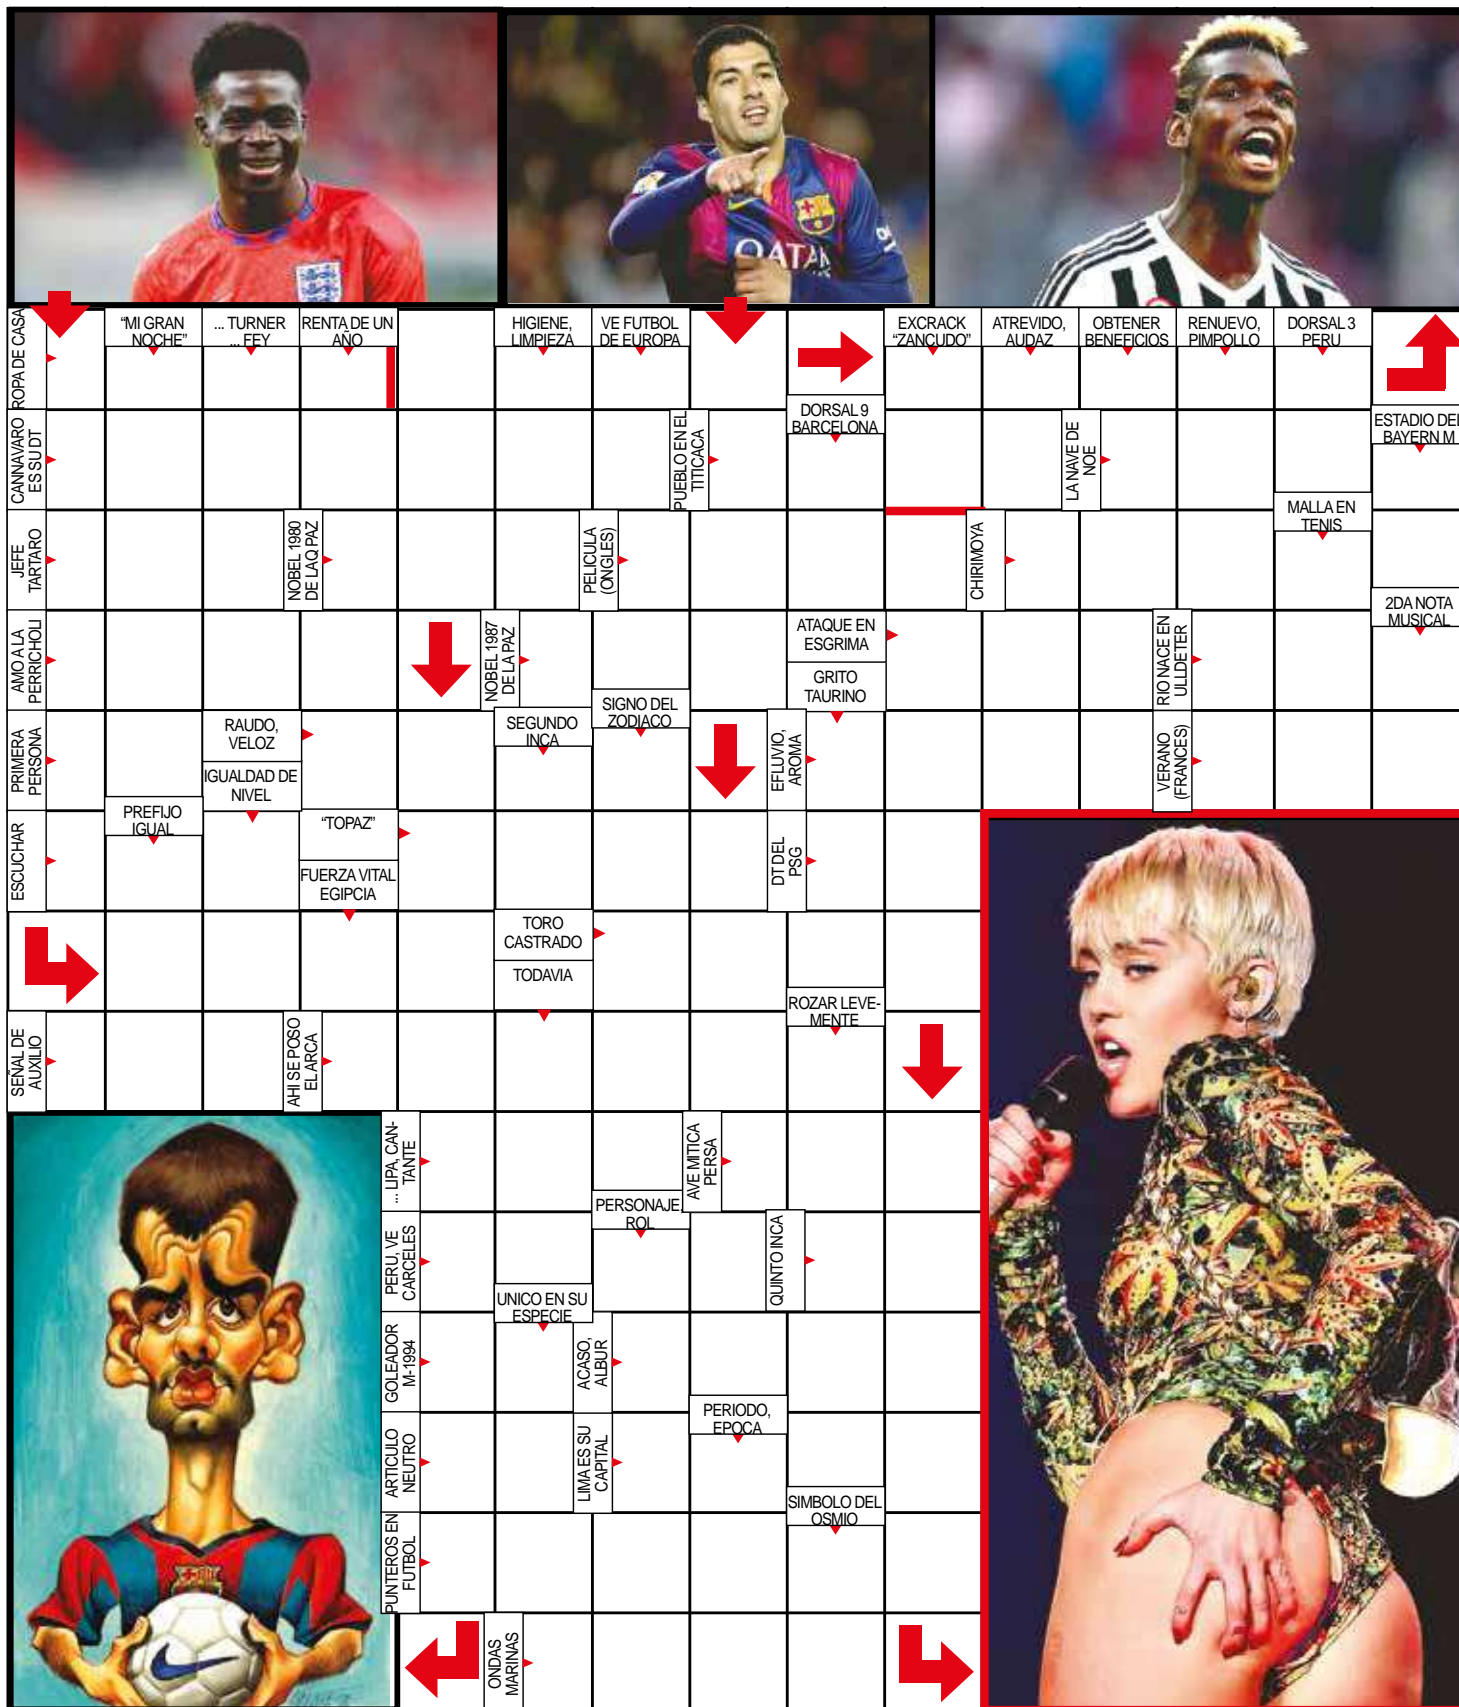 QATAR
ROPA DE CASA
"MI GRAN
NOCHE"
... TURNER
... FEY
RENTA DE UN
AÑO
HIGIENE,
LIMPIEZA
VE FUTBOL
DE EUROPA
EXCRACK
"ZANCUDO"
ATREVIDO,
AUDAZ
OBTENER
BENEFICIOS
RENUEVO,
PIMPOLLO
DORSAL 3
PERU
CANNAVARO
ES SU DT
PUEBLO EN EL
TITICACA
DORSAL 9
BARCELONA
LA NAVE DE
NOE
ESTADIO DEL
BAYERN M
JEFE
TARTARO
NOBEL 1980
DE LAQ PAZ
PELICULA
(ONGLES)
CHIRIMOYA
MALLA EN
TENIS
AMO A LA
PERRICHOLI
NOBEL 1987
DE LA PAZ
ATAQUE EN
ESGRIMA
GRITO
TAURINO
RIO NACE EN
ULLDETER
2DA NOTA
MUSICAL
PRIMERA
PERSONA
RAUDO,
VELOZ
IGUALDAD DE
NIVEL
SEGUNDO
INCA
SIGNO DEL
ZODIACO
EFLUVIO,
AROMA
VERANO
(FRANCES)
ESCUCHAR
PREFIJO
IGUAL
"TOPAZ"
FUERZA VITAL
EGIPCIA
DT DEL
PSG
TORO
CASTRADO
TODAVIA
ROZAR LEVE-
MENTE
SEÑAL DE
AUXILIO
AHI SE POSO
EL ARCA
... LIPA, CAN-
TANTE
AVE MITICA
PERSA
PERU, VE
CARCELES
PERSONAJE,
ROL
QUINTO INCA
GOLEADOR
M-1994
UNICO EN SU
ESPECIE
ACASO,
ALBUR
ARTICULO
NEUTRO
LIMA ES SU
CAPITAL
PERIODO,
EPOCA
PUNTEROS EN
FUTBOL
SIMBOLO DEL
OSMIO
ONDAS
MARINAS